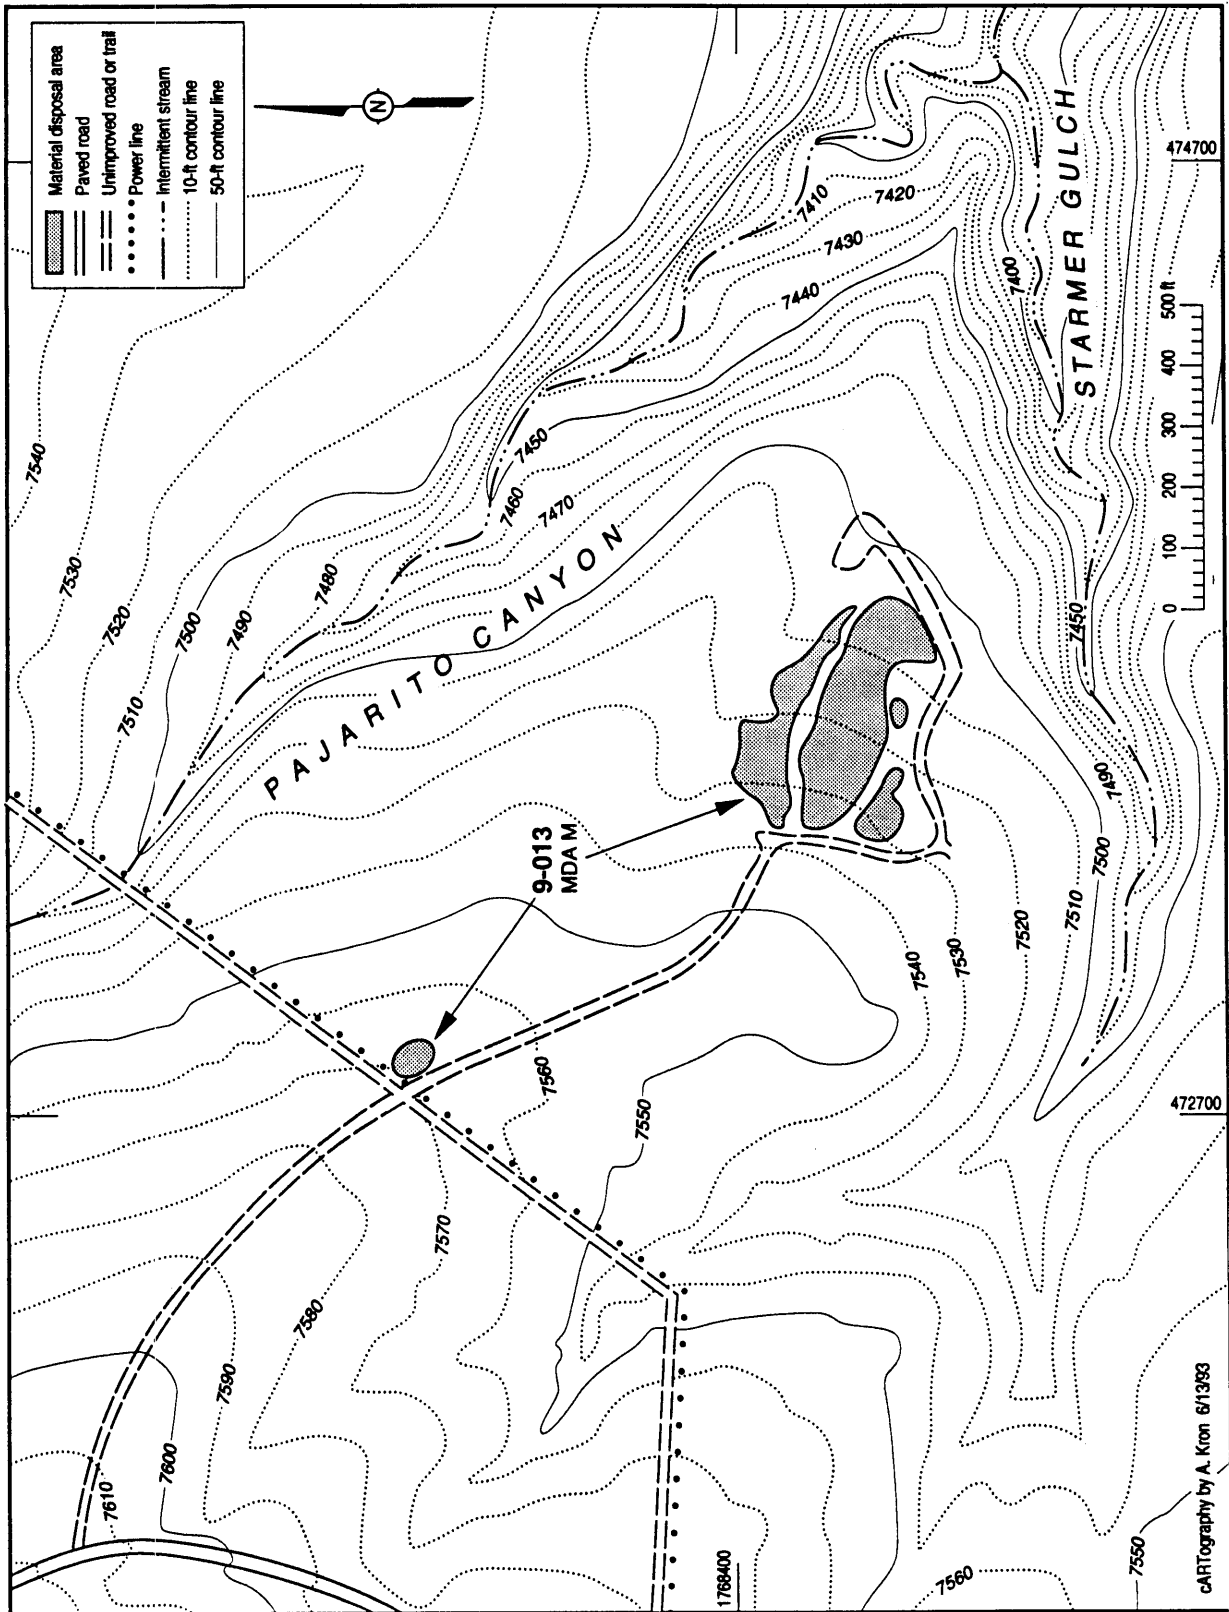 Material disposal area
Paved road
Unimproved road or trail
Power line
Intermittent stream
10-ft contour line
50-ft contour line
N
7540
7530
7520
7510
7500
7490
7480
7470
7460
7450
7440
7430
7420
7410
7400
PAJARITO CANYON
STARMER GULCH
474700
472700
1768400
0 100 200 300 400 500 ft
9-013
MDA M
7450
7490
7500
7510
7520
7530
7540
7550
7560
7570
7580
7590
7600
7610
7560
7550
cARTography by A. Kron 6/13/93